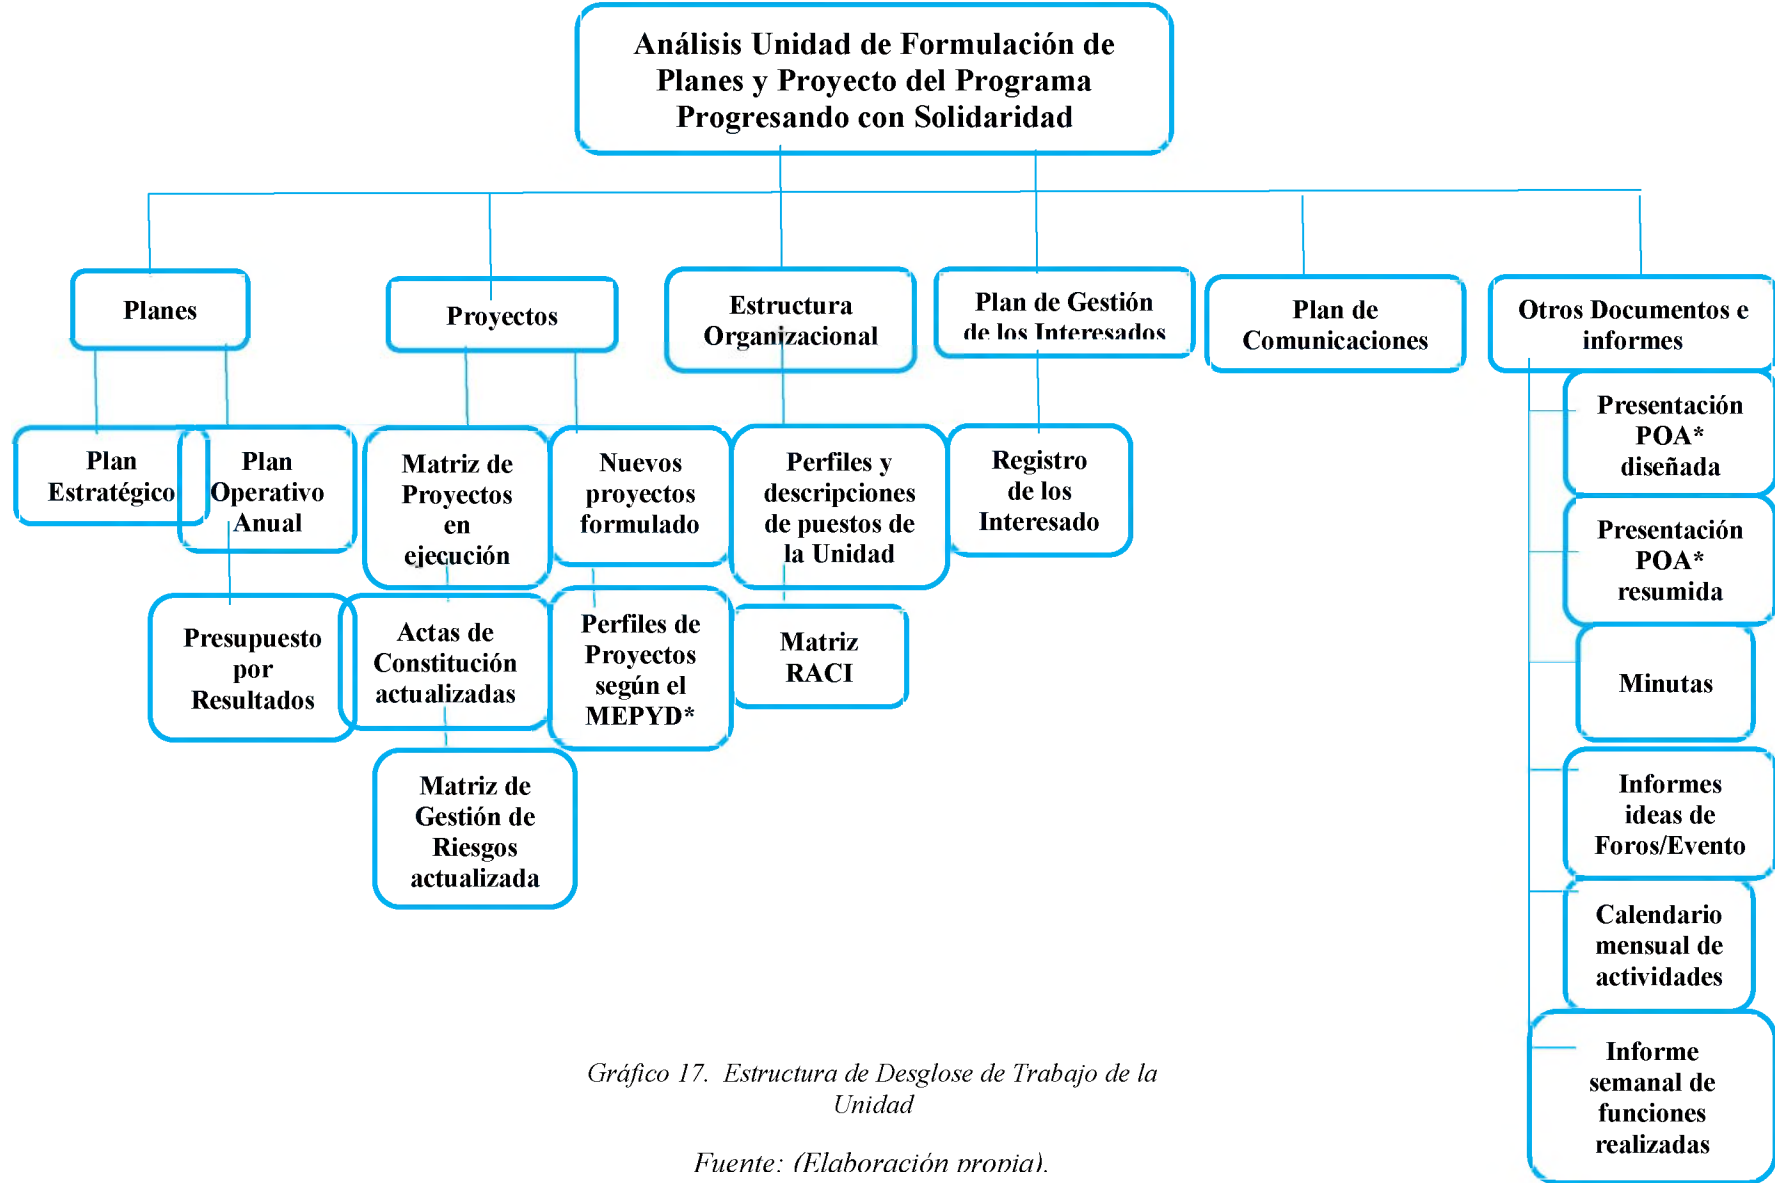 Análisis Unidad de Formulación de
Planes y Proyecto del Programa
Progresando con Solidaridad
Planes
Proyectos
Estructura
Organizacional
Plan de Gestión
de los Interesados
Plan de
Comunicaciones
Otros Documentos e
informes
Plan
Estratégico
Plan
Operativo
Anual
Presupuesto
por
Resultados
Matriz de
Proyectos
en
ejecución
Actas de
Constitución
actualizadas
Matriz de
Gestión de
Riesgos
actualizada
Nuevos
proyectos
formulado
Perfiles de
Proyectos
según el
MEPYD*
Perfiles y
descripciones
de puestos de
la Unidad
Matriz
RACI
Registro
de los
Interesado
Presentación
POA*
diseñada
Presentación
POA*
resumida
Minutas
Informes
ideas de
Foros/Evento
Calendario
mensual de
actividades
Informe
semanal de
funciones
realizadas
Gráfico 17. Estructura de Desglose de Trabajo de la
Unidad
Fuente: (Elaboración propia).